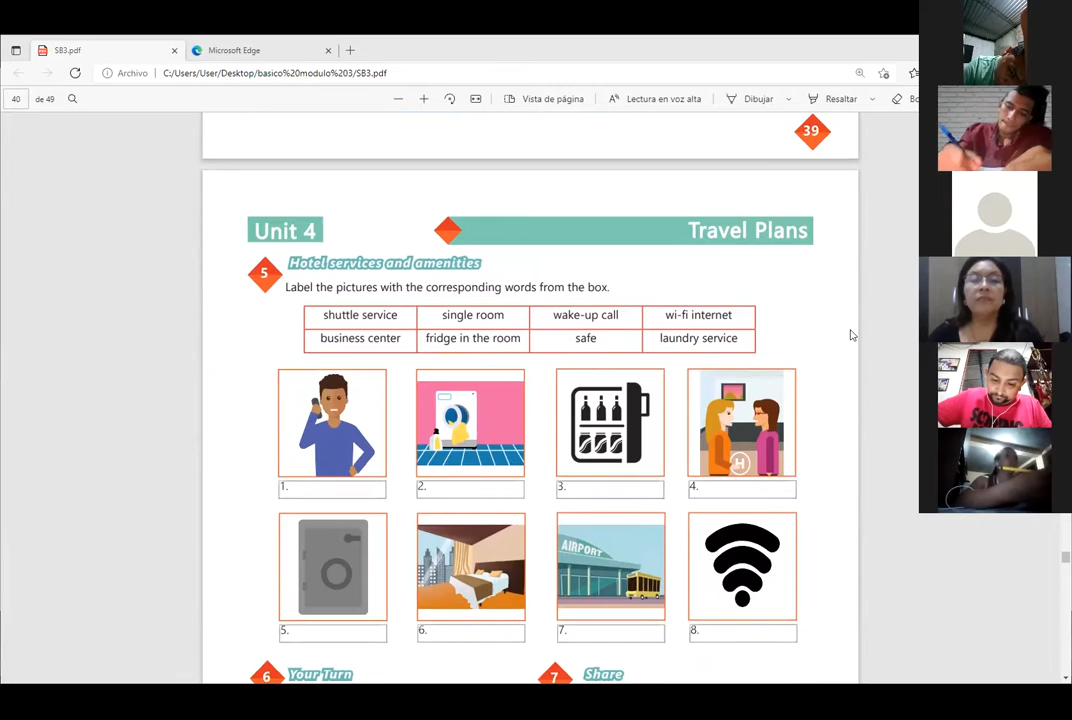 SB3.pdf
Microsoft Edge
Archivo
C:/Users/User/Desktop/basico%20modulo%203/SB3.pdf
40 de 49
Vista de página
Lectura en voz alta
Dibujar
Resaltar
39
Unit 4
Travel Plans
5 Hotel services and amenities
Label the pictures with the corresponding words from the box.
shuttle service single room wake-up call wi-fi internet
business center fridge in the room safe laundry service
H
1. 2. 3. 4.
AIRPORT
5. 6. 7. 8.
6 Your Turn
7 Share